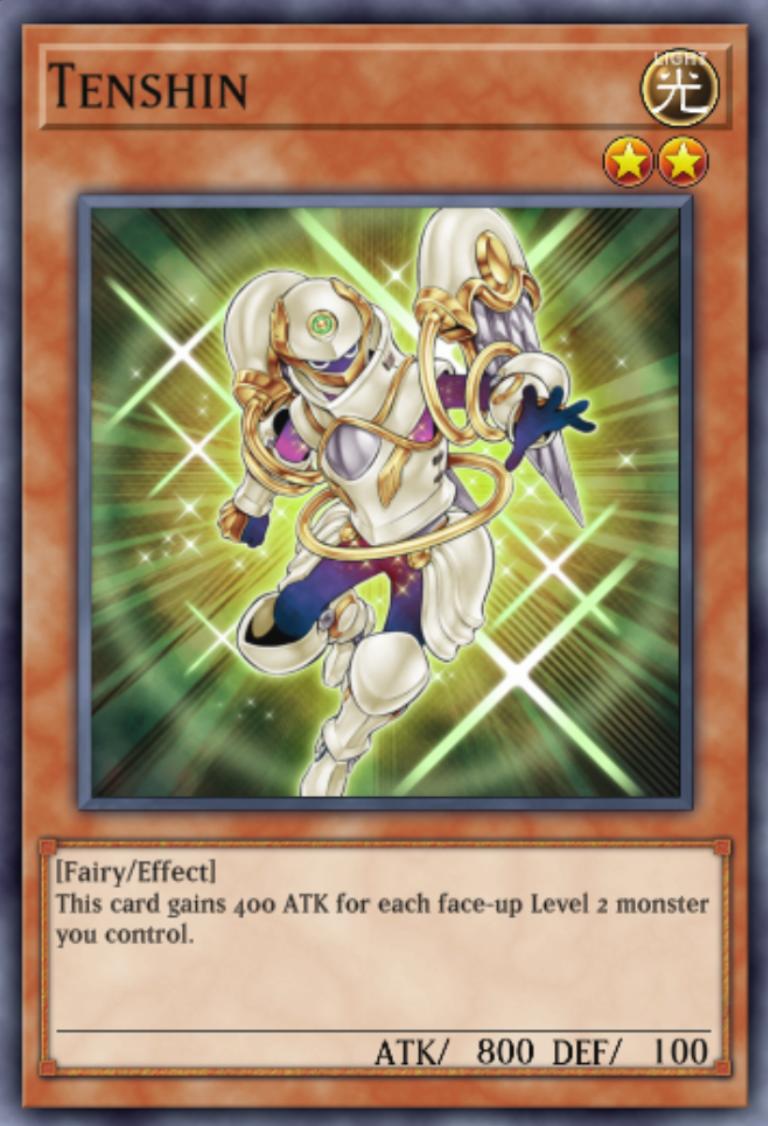 Tenshin
LIGHT
光
[Fairy/Effect]
This card gains 400 ATK for each face-up Level 2 monster
you control.
ATK/ 800 DEF/ 100